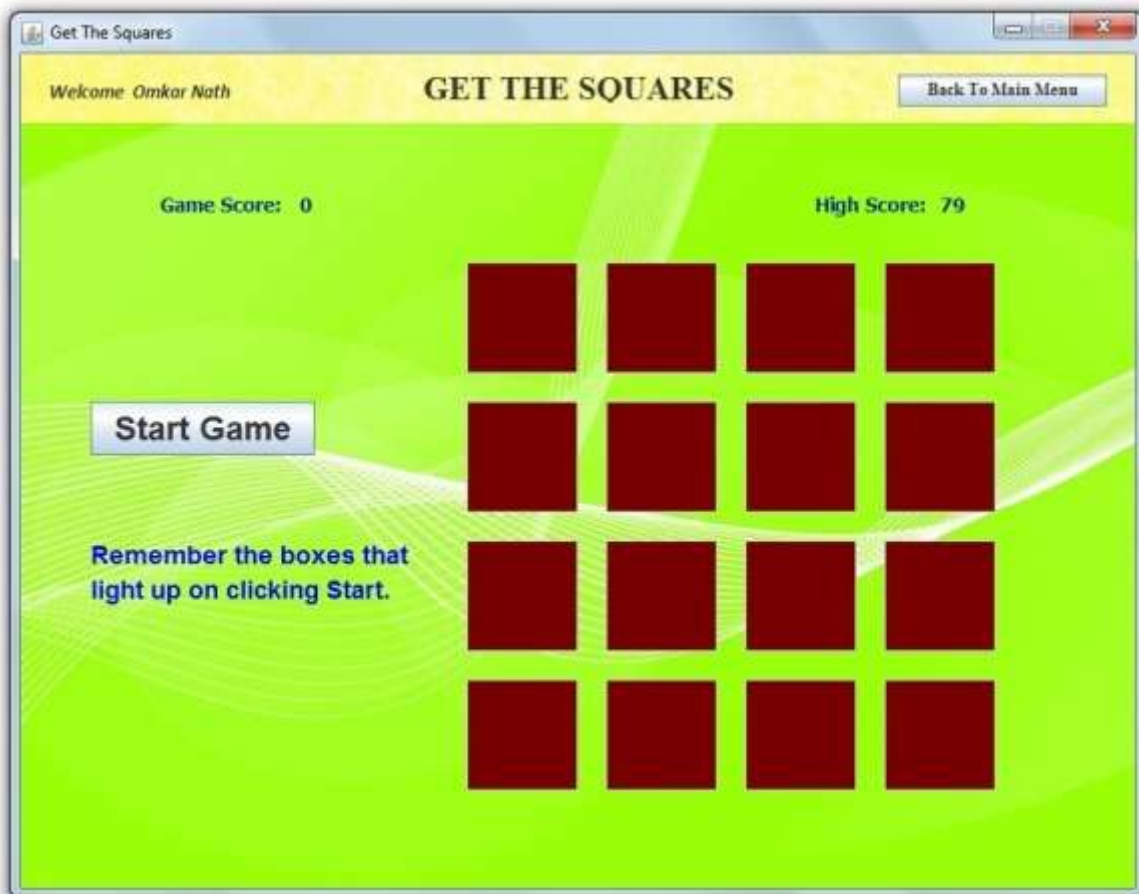 Get The Squares
Welcome Omkar Nath
GET THE SQUARES
Back To Main Menu
Game Score: 0
High Score: 79
Start Game
Remember the boxes that
light up on clicking Start.